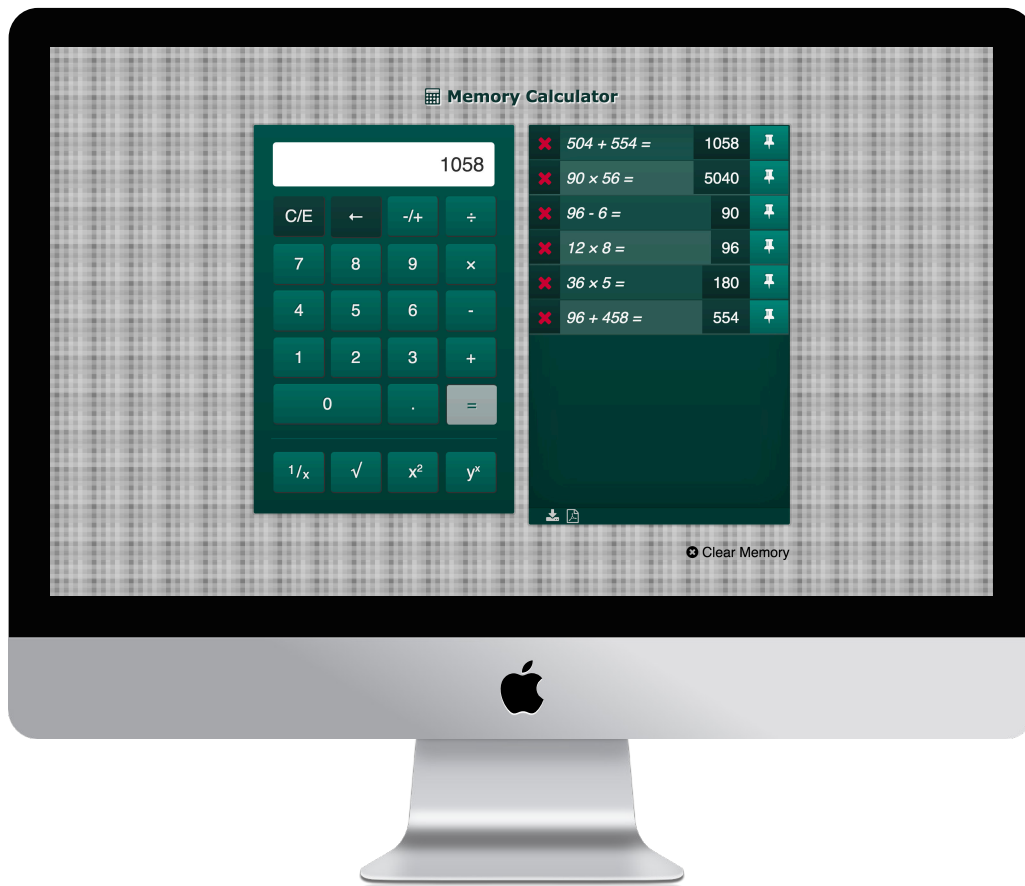 Memory Calculator
1058
C/E ← -/+ ÷
7 8 9 ×
4 5 6 -
1 2 3 +
0 . =
1/x √ x² yˣ
504 + 554 = 1058
90 × 56 = 5040
96 - 6 = 90
12 × 8 = 96
36 × 5 = 180
96 + 458 = 554
Clear Memory